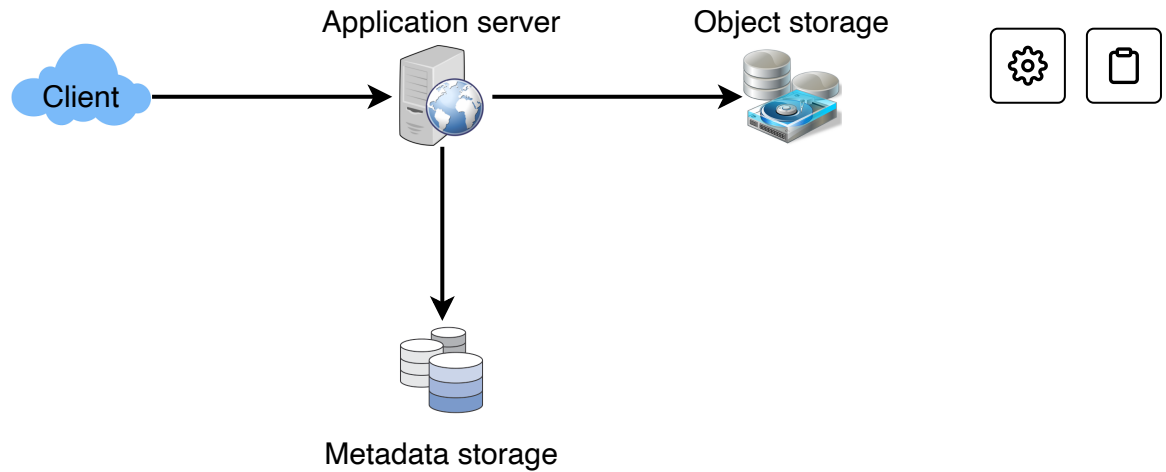 Application server
Object storage
Client
Metadata storage